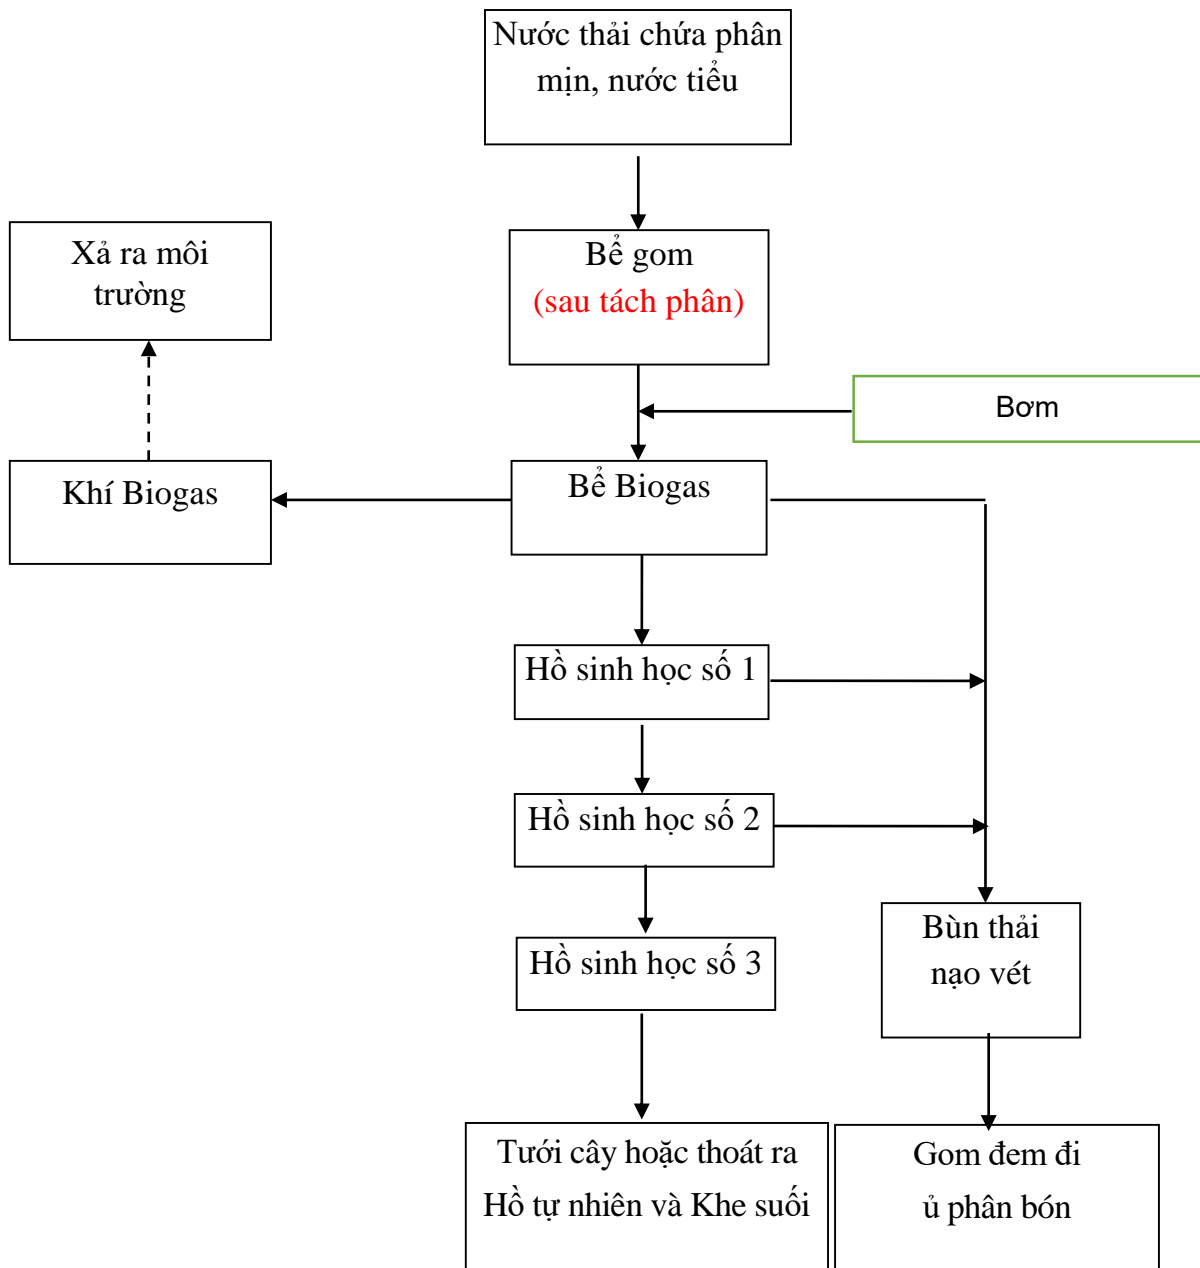 Nước thải chứa phân
mịn, nước tiểu
Xả ra môi
trường
Bể gom
(sau tách phân)
Bơm
Khí Biogas
Bể Biogas
Hồ sinh học số 1
Hồ sinh học số 2
Hồ sinh học số 3
Bùn thải
nạo vét
Tưới cây hoặc thoát ra
Hồ tự nhiên và Khe suối
Gom đem đi
ủ phân bón